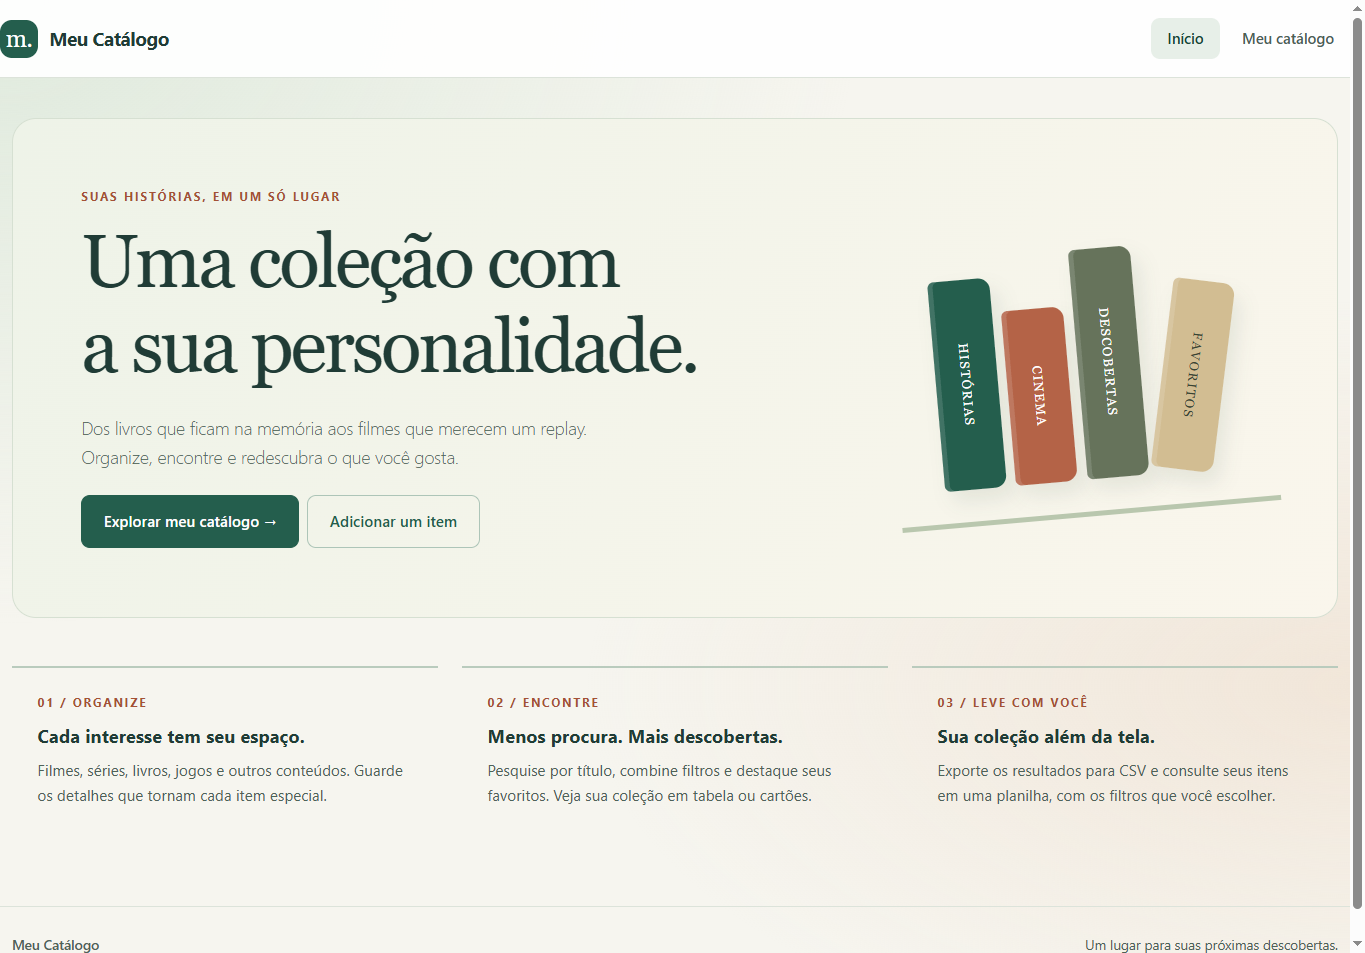 m. Meu Catálogo
Início
Meu catálogo
SUAS HISTÓRIAS, EM UM SÓ LUGAR
Uma coleção com
a sua personalidade.
Dos livros que ficam na memória aos filmes que merecem um replay.
Organize, encontre e redescubra o que você gosta.
Explorar meu catálogo →
Adicionar um item
HISTÓRIAS
CINEMA
DESCOBERTAS
FAVORITOS
01 / ORGANIZE
Cada interesse tem seu espaço.
Filmes, séries, livros, jogos e outros conteúdos. Guarde
os detalhes que tornam cada item especial.
02 / ENCONTRE
Menos procura. Mais descobertas.
Pesquise por título, combine filtros e destaque seus
favoritos. Veja sua coleção em tabela ou cartões.
03 / LEVE COM VOCÊ
Sua coleção além da tela.
Exporte os resultados para CSV e consulte seus itens
em uma planilha, com os filtros que você escolher.
Meu Catálogo
Um lugar para suas próximas descobertas.